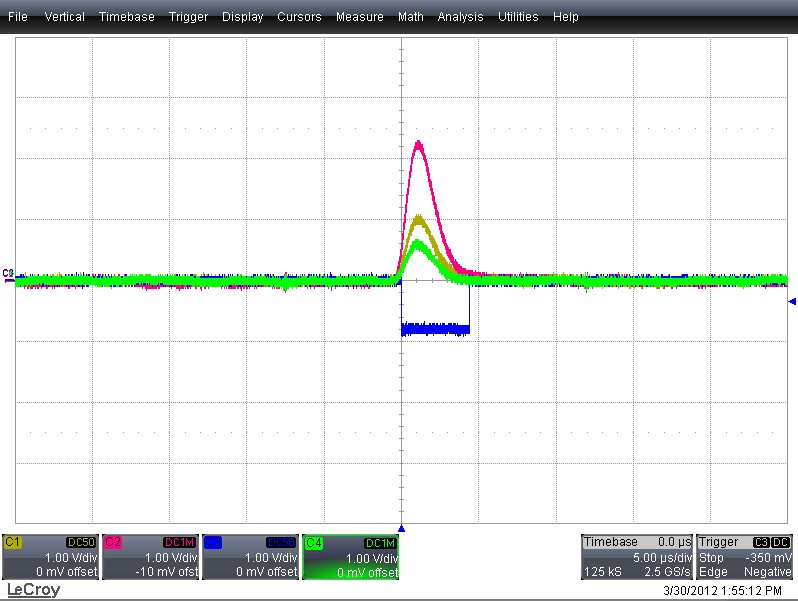 File Vertical Timebase Trigger Display Cursors Measure Math Analysis Utilities Help
C1 DC50 C2 DC1M DC50 C4 DC1M Timebase 0.0 µs Trigger C3 DC
1.00 V/div 1.00 V/div 1.00 V/div 1.00 V/div 5.00 µs/div Stop -350 mV
0 mV offset -10 mV ofst 0 mV offset 0 mV offset 125 kS 2.5 GS/s Edge Negative
LeCroy 3/30/2012 1:55:12 PM